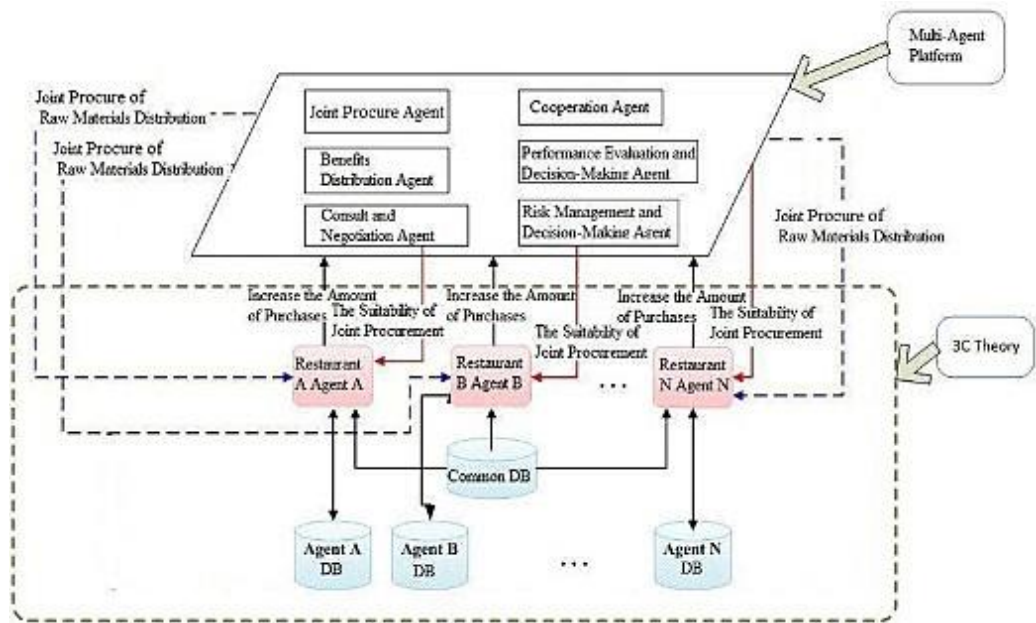 Multi-Agent
Platform
Joint Procure of
Raw Materials Distribution
Joint Procure of
Raw Materials Distribution
Joint Procure Agent
Cooperation Agent
Benefits
Distribution Agent
Performance Evaluation and
Decision-Making Agent
Consult and
Negotiation Agent
Risk Management and
Decision-Making Agent
Joint Procure of
Raw Materials Distribution
Increase the Amount
of Purchases
The Suitability of
Joint Procurement
Increase the Amount
of Purchases
The Suitability of
Joint Procurement
Increase the Amount
of Purchases
The Suitability of
Joint Procurement
3C Theory
Restaurant
A Agent A
Restaurant
B Agent B
...
Restaurant
N Agent N
Common DB
Agent A
DB
Agent B
DB
...
Agent N
DB